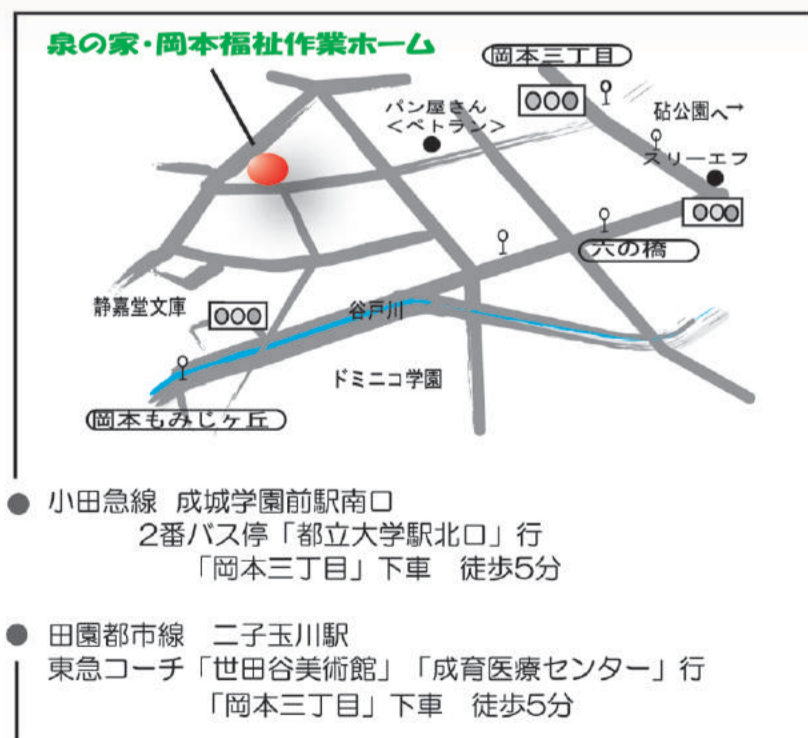 泉の家・岡本福祉作業ホーム
岡本三丁目
パン屋さん
<ペトラン>
砧公園へ→
スリーエフ
六の橋
静嘉堂文庫
谷戸川
ドミニコ学園
岡本もみじヶ丘
● 小田急線 成城学園前駅南口
2番バス停「都立大学駅北口」行
「岡本三丁目」下車 徒歩5分
● 田園都市線 二子玉川駅
東急コーチ「世田谷美術館」「成育医療センター」行
「岡本三丁目」下車 徒歩5分